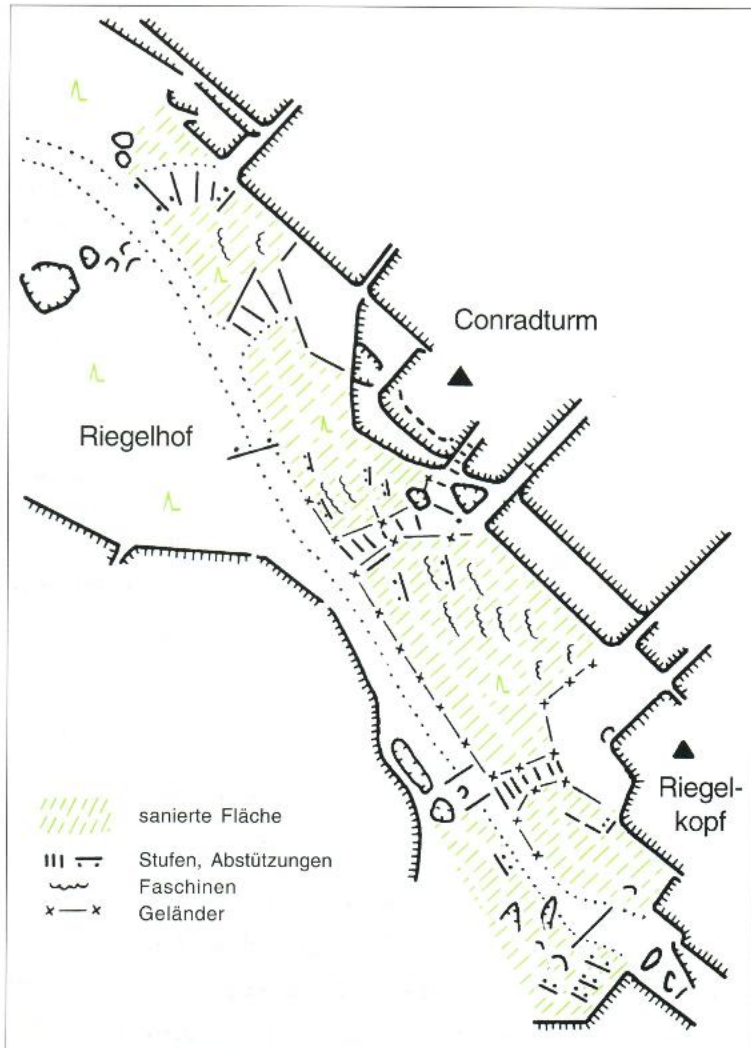 Conradturm
Riegelhof
Riegel-
kopf
sanierte Fläche
Stufen, Abstützungen
Faschinen
Geländer